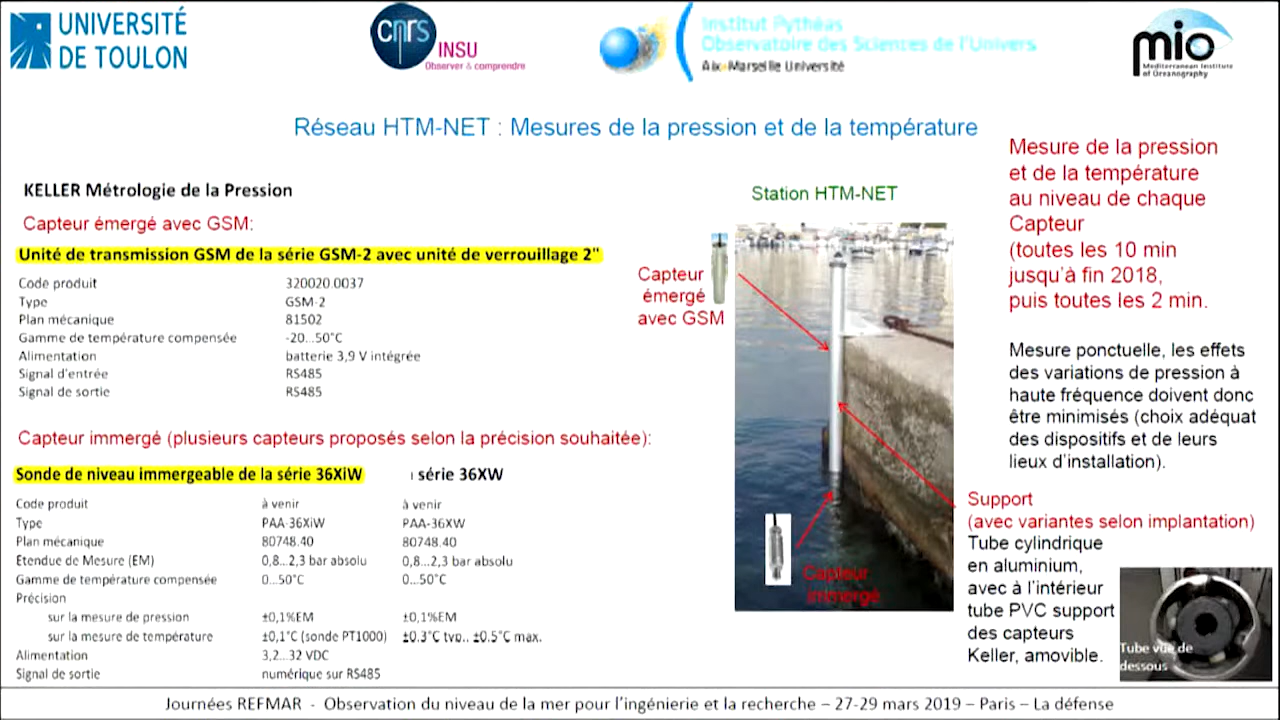 UNIVERSITÉ
DE TOULON
cnrs
INSU
Observer & comprendre
Institut Pythéas
Observatoire des Sciences de l'Univers
Aix-Marseille Université
mio
Mediterranean Institute
of Oceanography
Réseau HTM-NET : Mesures de la pression et de la température
KELLER Métrologie de la Pression
Capteur émergé avec GSM:
Unité de transmission GSM de la série GSM-2 avec unité de verrouillage 2"
Code produit 320020.0037
Type GSM-2
Plan mécanique 81502
Gamme de température compensée -20...50°C
Alimentation batterie 3,9 V intégrée
Signal d'entrée RS485
Signal de sortie RS485
Capteur immergé (plusieurs capteurs proposés selon la précision souhaitée):
Sonde de niveau immergeable de la série 36XiW série 36XW
Code produit à venir à venir
Type PAA-36XiW PAA-36XW
Plan mécanique 80748.40 80748.40
Etendue de Mesure (EM) 0,8...2,3 bar absolu 0,8...2,3 bar absolu
Gamme de température compensée 0...50°C 0...50°C
Précision
sur la mesure de pression ±0,1%EM ±0,1%EM
sur la mesure de température ±0,1°C (sonde PT1000) ±0.3°C typ., ±0.5°C max.
Alimentation 3,2...32 VDC
Signal de sortie numérique sur RS485
Station HTM-NET
Capteur
émergé
avec GSM
Capteur
immergé
Mesure de la pression
et de la température
au niveau de chaque
Capteur
(toutes les 10 min
jusqu'à fin 2018,
puis toutes les 2 min.
Mesure ponctuelle, les effets
des variations de pression à
haute fréquence doivent donc
être minimisés (choix adéquat
des dispositifs et de leurs
lieux d'installation).
Support
(avec variantes selon implantation)
Tube cylindrique
en aluminium,
avec à l'intérieur
tube PVC support
des capteurs
Keller, amovible.
Tube vue de
dessous
Journées REFMAR - Observation du niveau de la mer pour l'ingénierie et la recherche – 27-29 mars 2019 – Paris – La défense